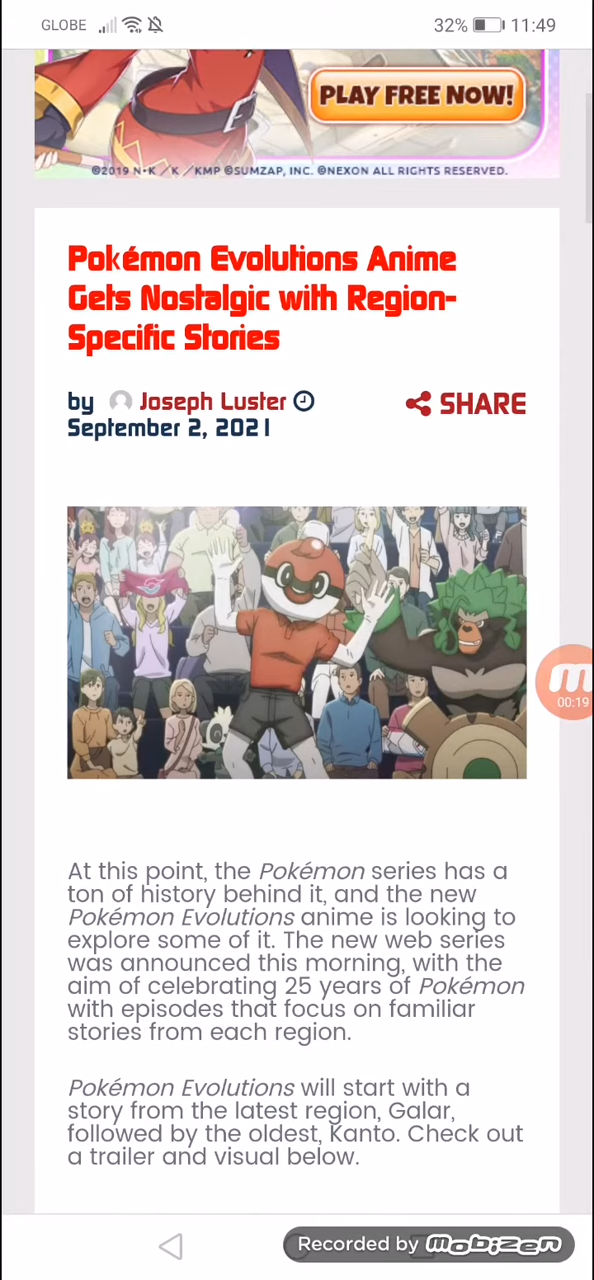 GLOBE
32% 11:49
PLAY FREE NOW!
©2019 N・K /K /KMP ©SUMZAP, INC. ©NEXON ALL RIGHTS RESERVED.
Pokémon Evolutions Anime
Gets Nostalgic with Region-
Specific Stories
by Joseph Luster SHARE
September 2, 2021
00:19
At this point, the Pokémon series has a
ton of history behind it, and the new
Pokémon Evolutions anime is looking to
explore some of it. The new web series
was announced this morning, with the
aim of celebrating 25 years of Pokémon
with episodes that focus on familiar
stories from each region.
Pokémon Evolutions will start with a
story from the latest region, Galar,
followed by the oldest, Kanto. Check out
a trailer and visual below.
Recorded by mobizen